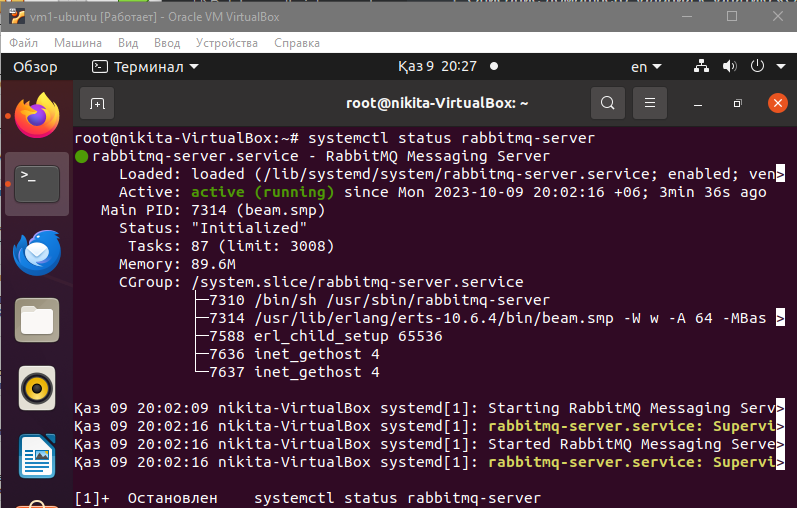 vm1-ubuntu [Работает] - Oracle VM VirtualBox
Файл Машина Вид Ввод Устройства Справка
Обзор Терминал Қаз 9 20:27 en
root@nikita-VirtualBox: ~
root@nikita-VirtualBox:~# systemctl status rabbitmq-server
rabbitmq-server.service - RabbitMQ Messaging Server
Loaded: loaded (/lib/systemd/system/rabbitmq-server.service; enabled; ven>
Active: active (running) since Mon 2023-10-09 20:02:16 +06; 3min 36s ago
Main PID: 7314 (beam.smp)
Status: "Initialized"
Tasks: 87 (limit: 3008)
Memory: 89.6M
CGroup: /system.slice/rabbitmq-server.service
├─7310 /bin/sh /usr/sbin/rabbitmq-server
├─7314 /usr/lib/erlang/erts-10.6.4/bin/beam.smp -W w -A 64 -MBas >
├─7588 erl_child_setup 65536
├─7636 inet_gethost 4
└─7637 inet_gethost 4
Қаз 09 20:02:09 nikita-VirtualBox systemd[1]: Starting RabbitMQ Messaging Serv>
Қаз 09 20:02:16 nikita-VirtualBox systemd[1]: rabbitmq-server.service: Supervi>
Қаз 09 20:02:16 nikita-VirtualBox systemd[1]: Started RabbitMQ Messaging Serve>
Қаз 09 20:02:16 nikita-VirtualBox systemd[1]: rabbitmq-server.service: Supervi>
[1]+ Остановлен systemctl status rabbitmq-server